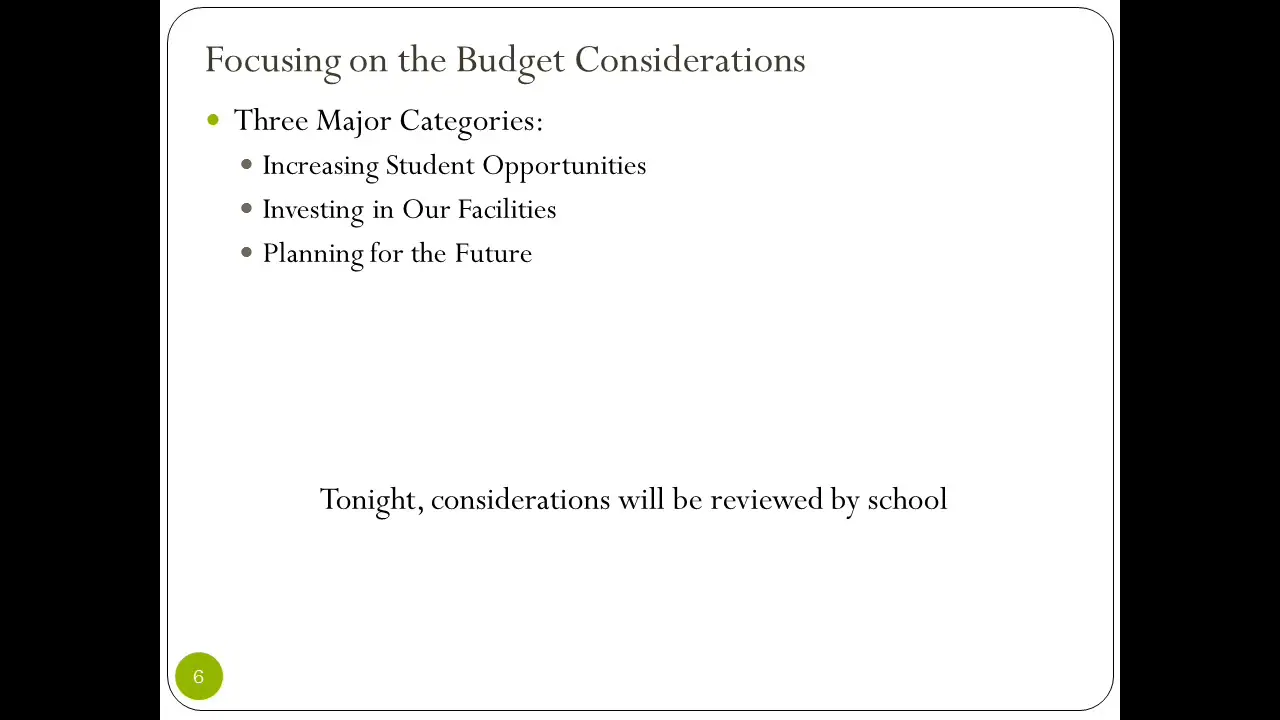 Focusing on the Budget Considerations
Three Major Categories:
Increasing Student Opportunities
Investing in Our Facilities
Planning for the Future
Tonight, considerations will be reviewed by school
6